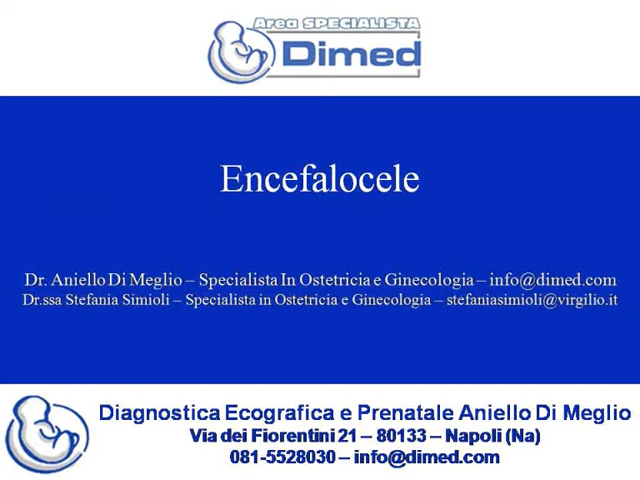 Area SPECIALISTA
Dimed
Encefalocele
Dr. Aniello Di Meglio – Specialista In Ostetricia e Ginecologia – info@dimed.com
Dr.ssa Stefania Simioli – Specialista in Ostetricia e Ginecologia – stefaniasimioli@virgilio.it
Diagnostica Ecografica e Prenatale Aniello Di Meglio
Via dei Fiorentini 21 – 80133 – Napoli (Na)
081-5528030 – info@dimed.com